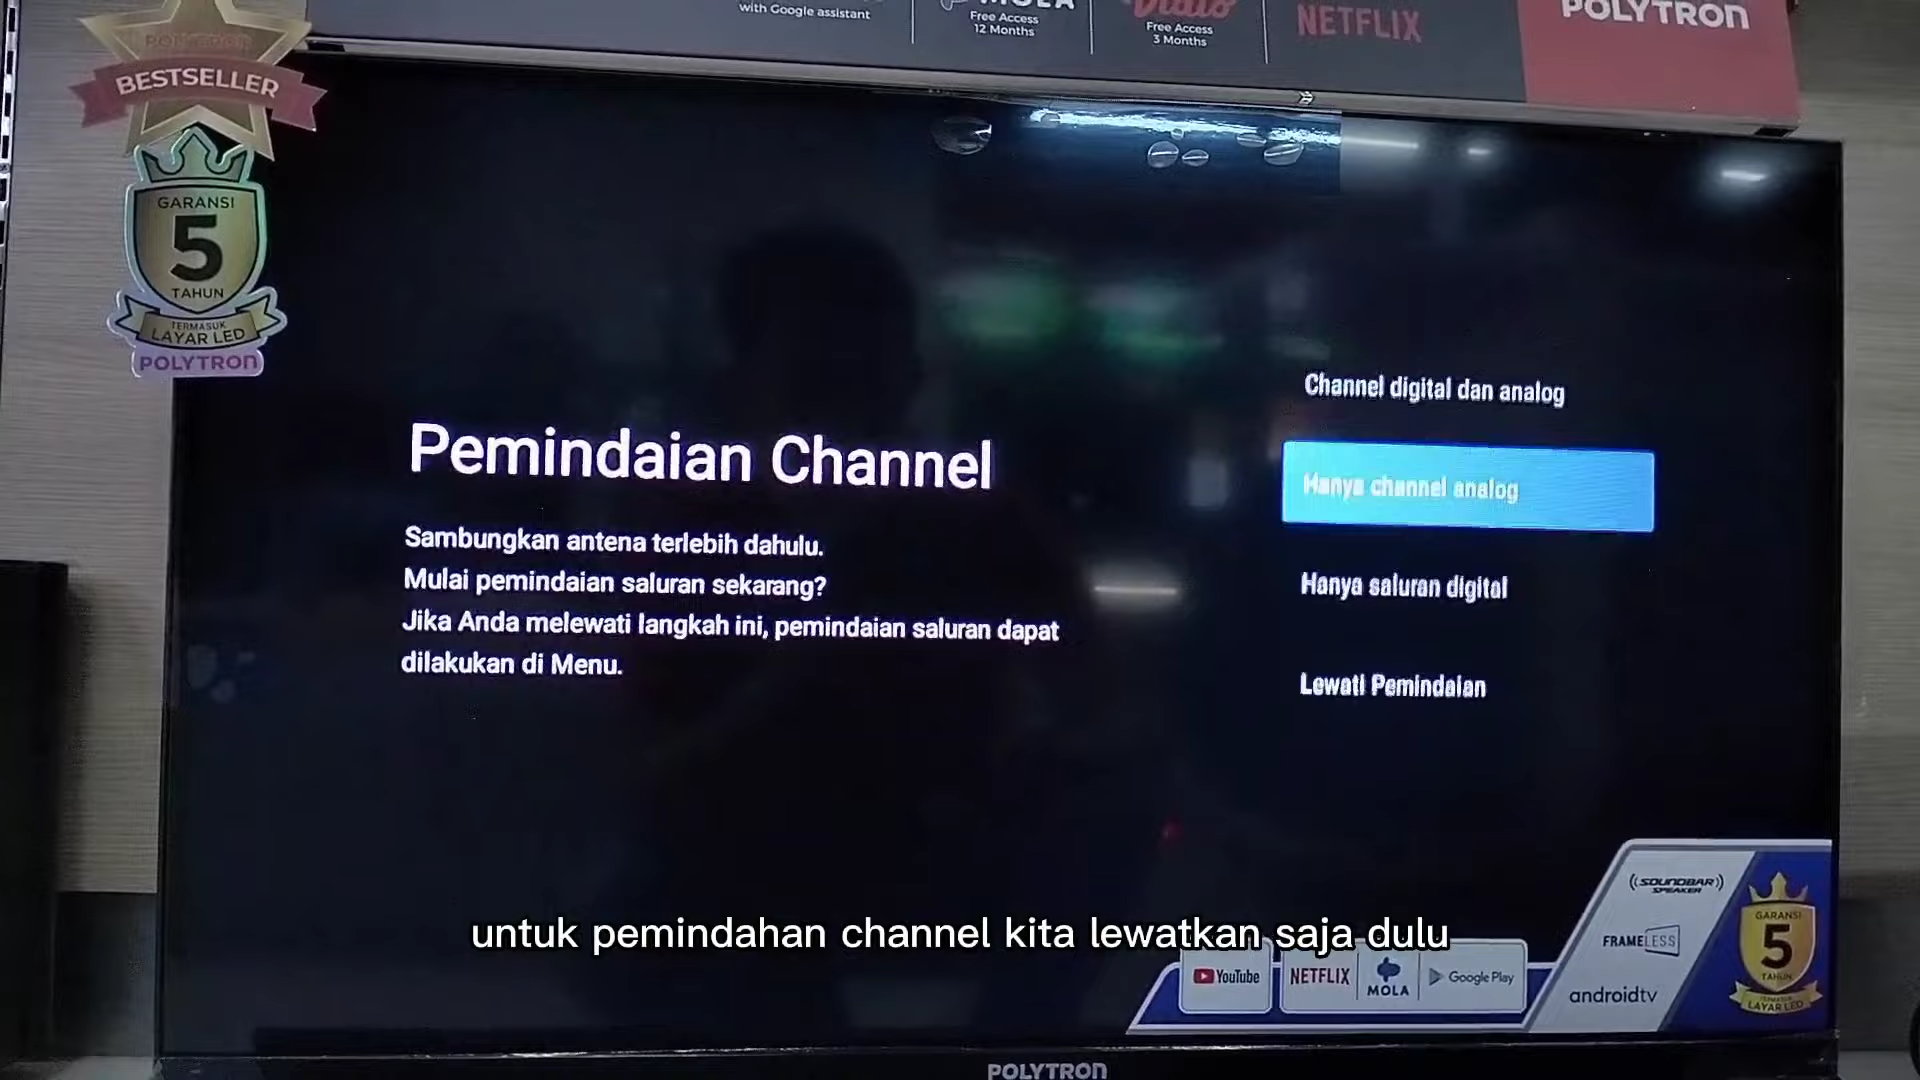 with Google assistant
MOLA
Free Access
12 Months
Vidio
Free Access
3 Months
NETFLIX
POLYTRON
POLYTRON
BESTSELLER
GARANSI
5
TAHUN
TERMASUK
LAYAR LED
POLYTRON
Pemindaian Channel
Sambungkan antena terlebih dahulu.
Mulai pemindaian saluran sekarang?
Jika Anda melewati langkah ini, pemindaian saluran dapat
dilakukan di Menu.
Channel digital dan analog
Hanya channel analog
Hanya saluran digital
Lewati Pemindaian
untuk pemindahan channel kita lewatkan saja dulu
YouTube
NETFLIX
MOLA
Google Play
SOUNDBAR
SPEAKER
FRAMELESS
androidtv
GARANSI
5
TAHUN
TERMASUK
LAYAR LED
POLYTRON